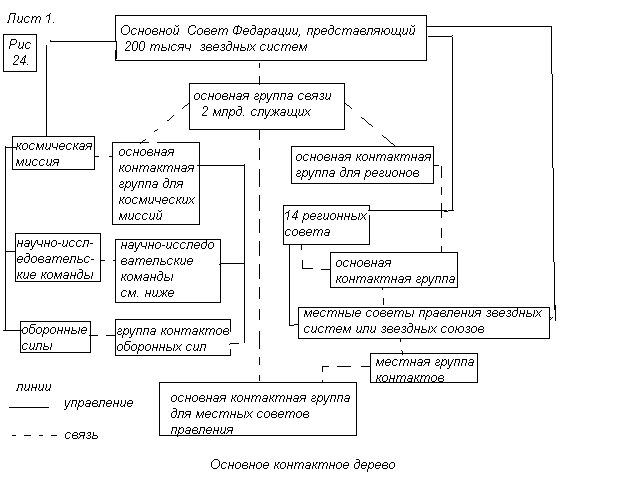 Лист 1.
Рис
24.
Основной Совет Федарации, представляющий
200 тысяч звездных систем
основная группа связи
2 млрд. служащих
космическая
миссия
основная
контактная
группа для
космических
миссий
основная контактная
группа для регионов
14 регионных
совета
научно-иссл-
едовательс-
кие команды
научно-исследо
вательские
команды
см. ниже
основная
контактная группа
местные советы правления звездных
систем или звездных союзов
оборонные
силы
группа контактов
оборонных сил
местная группа
контактов
линии
управление
связь
основная контактная группа
для местных советов
правления
Основное контактное дерево